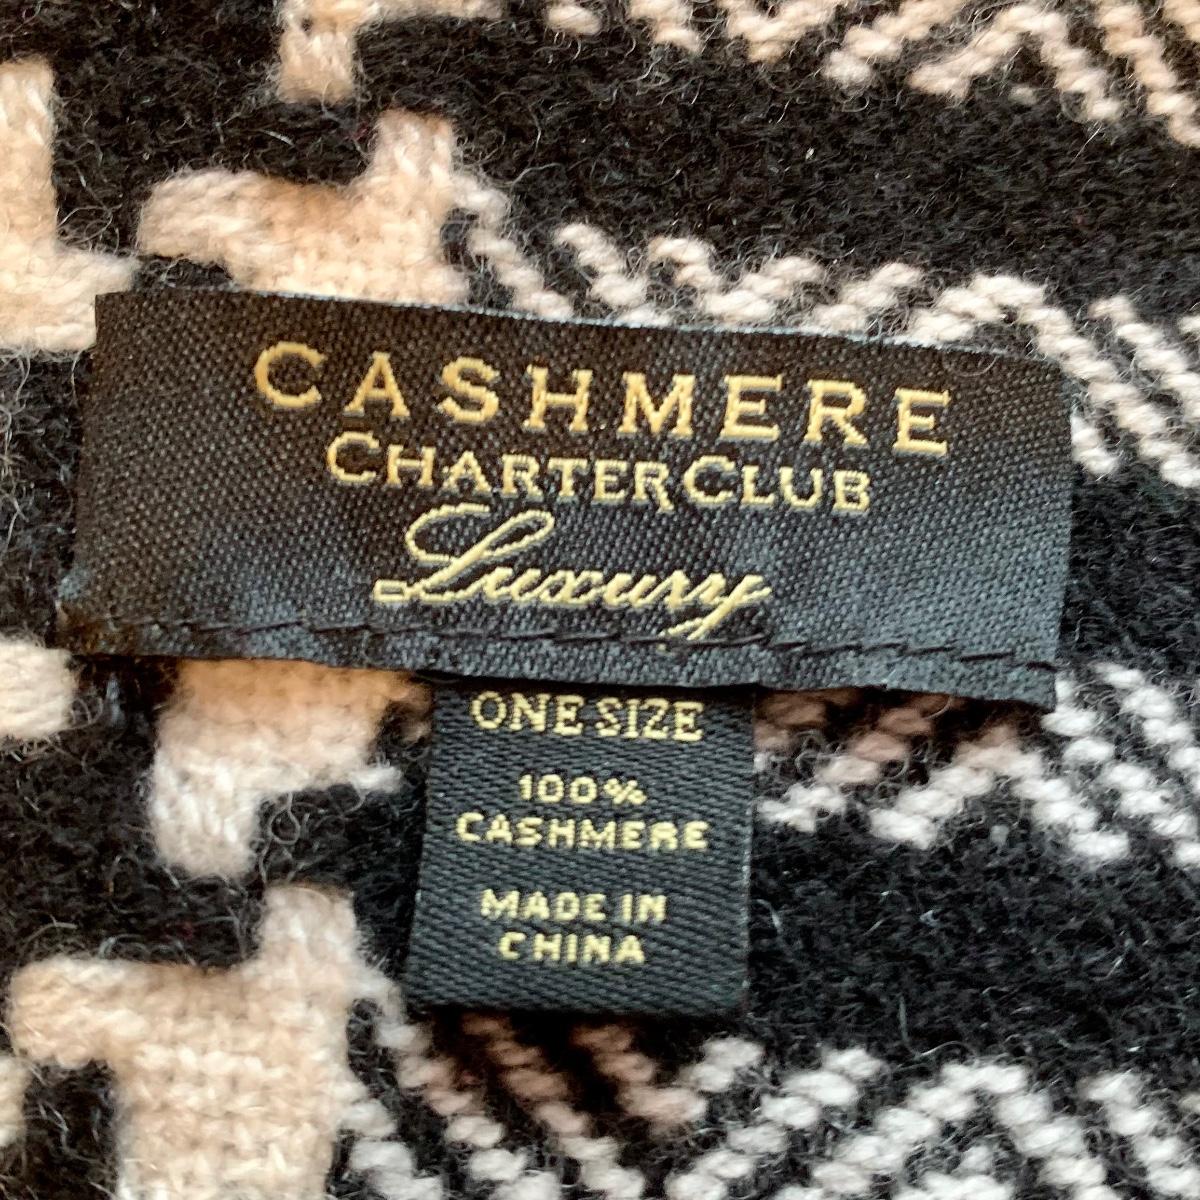 CASHMERE
CHARTER CLUB
Luxury
ONE SIZE
100%
CASHMERE
MADE IN
CHINA